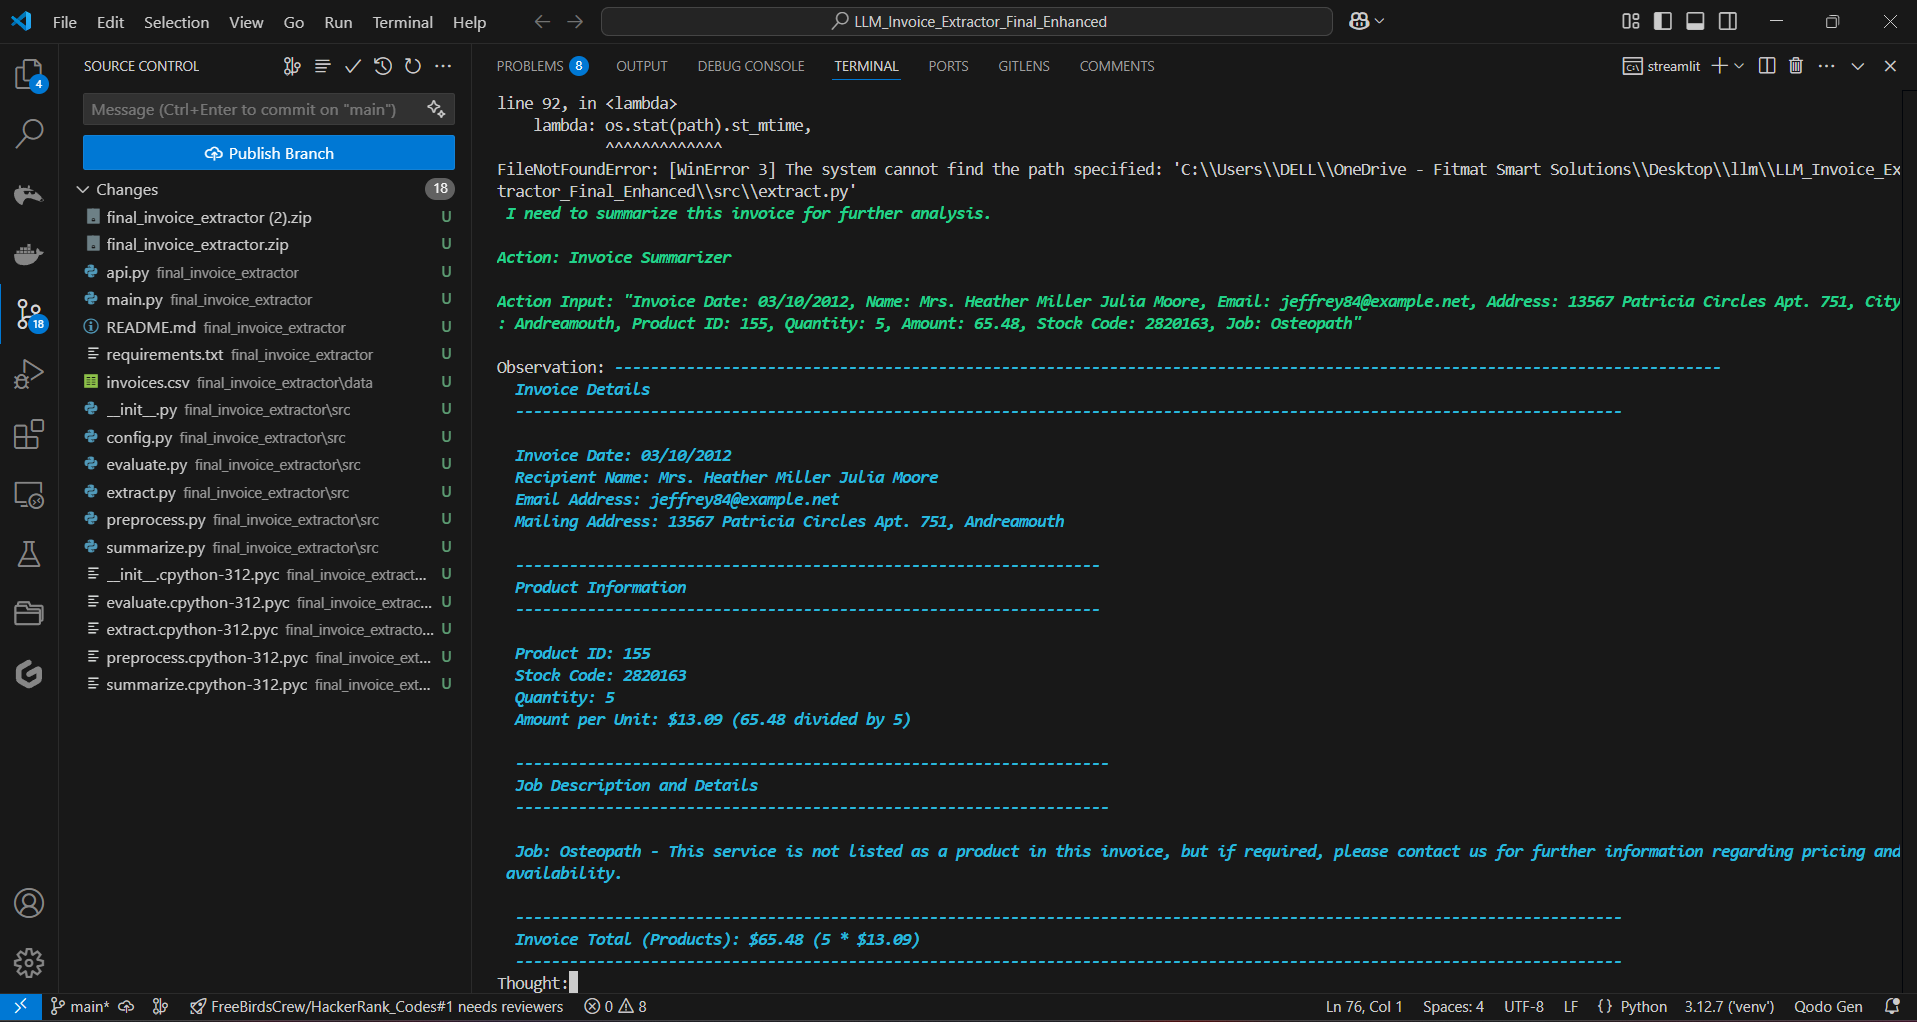 File Edit Selection View Go Run Terminal Help
LLM_Invoice_Extractor_Final_Enhanced
SOURCE CONTROL
Message (Ctrl+Enter to commit on "main")
Publish Branch
Changes 18
final_invoice_extractor (2).zip U
final_invoice_extractor.zip U
api.py final_invoice_extractor U
main.py final_invoice_extractor U
README.md final_invoice_extractor U
requirements.txt final_invoice_extractor U
invoices.csv final_invoice_extractor\data U
__init__.py final_invoice_extractor\src U
config.py final_invoice_extractor\src U
evaluate.py final_invoice_extractor\src U
extract.py final_invoice_extractor\src U
preprocess.py final_invoice_extractor\src U
summarize.py final_invoice_extractor\src U
__init__.cpython-312.pyc final_invoice_extract... U
evaluate.cpython-312.pyc final_invoice_extrac... U
extract.cpython-312.pyc final_invoice_extracto... U
preprocess.cpython-312.pyc final_invoice_ext... U
summarize.cpython-312.pyc final_invoice_ext... U
4
18
PROBLEMS 8 OUTPUT DEBUG CONSOLE TERMINAL PORTS GITLENS COMMENTS
streamlit
line 92, in <lambda>
lambda: os.stat(path).st_mtime,
^^^^^^^^^^^^^
FileNotFoundError: [WinError 3] The system cannot find the path specified: 'C:\\Users\\DELL\\OneDrive - Fitmat Smart Solutions\\Desktop\\llm\\LLM_Invoice_Ex
tractor_Final_Enhanced\\src\\extract.py'
I need to summarize this invoice for further analysis.
Action: Invoice Summarizer
Action Input: "Invoice Date: 03/10/2012, Name: Mrs. Heather Miller Julia Moore, Email: jeffrey84@example.net, Address: 13567 Patricia Circles Apt. 751, City
: Andreamouth, Product ID: 155, Quantity: 5, Amount: 65.48, Stock Code: 2820163, Job: Osteopath"
Observation: ---------------------------------------------------------------------------------------------------------------------------
Invoice Details
---------------------------------------------------------------------------------------------------------------------------
Invoice Date: 03/10/2012
Recipient Name: Mrs. Heather Miller Julia Moore
Email Address: jeffrey84@example.net
Mailing Address: 13567 Patricia Circles Apt. 751, Andreamouth
-----------------------------------------------------------------
Product Information
-----------------------------------------------------------------
Product ID: 155
Stock Code: 2820163
Quantity: 5
Amount per Unit: $13.09 (65.48 divided by 5)
------------------------------------------------------------------
Job Description and Details
------------------------------------------------------------------
Job: Osteopath - This service is not listed as a product in this invoice, but if required, please contact us for further information regarding pricing and
availability.
---------------------------------------------------------------------------------------------------------------------------
Invoice Total (Products): $65.48 (5 * $13.09)
---------------------------------------------------------------------------------------------------------------------------
Thought:
main* FreeBirdsCrew/HackerRank_Codes#1 needs reviewers 0 8 Ln 76, Col 1 Spaces: 4 UTF-8 LF {} Python 3.12.7 ('venv') Qodo Gen